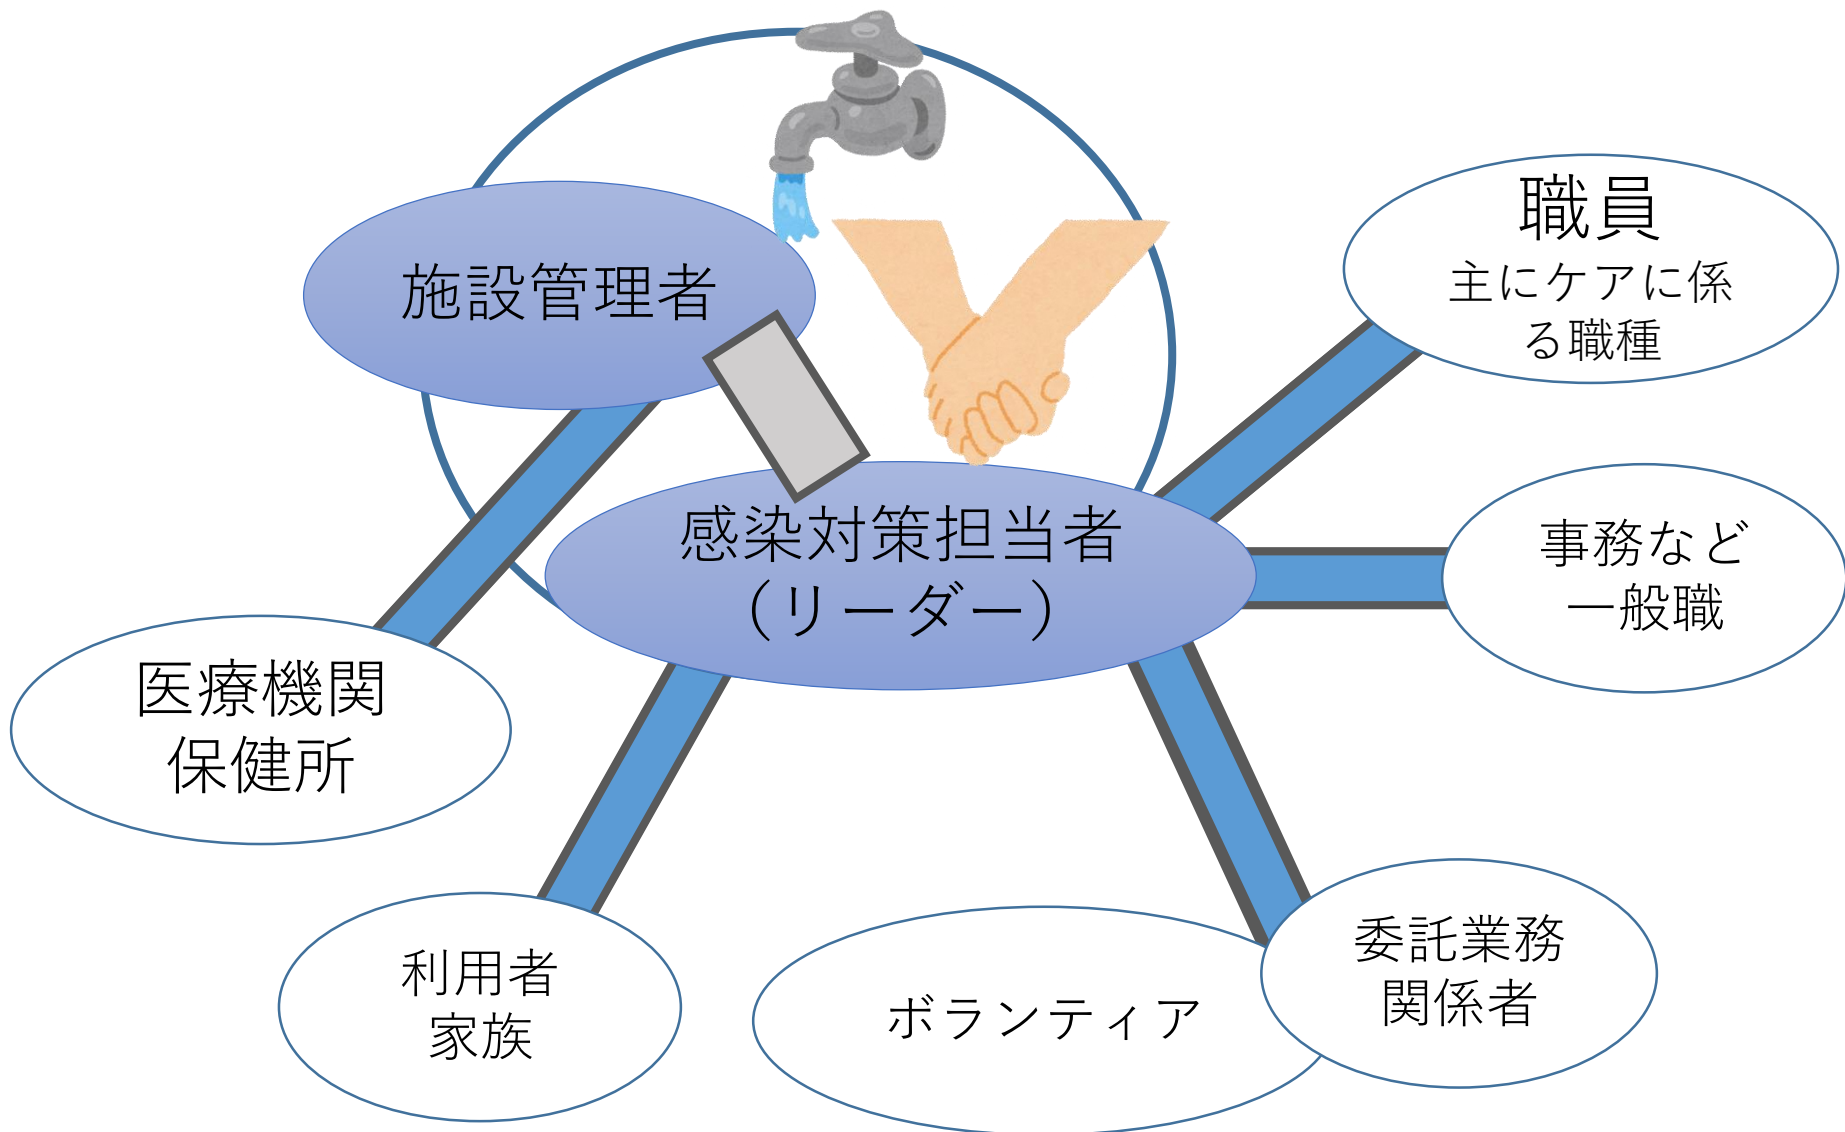 施設管理者
職員
主にケアに係
る職種
感染対策担当者
（リーダー）
事務など
一般職
医療機関
保健所
利用者
家族
ボランティア
委託業務
関係者